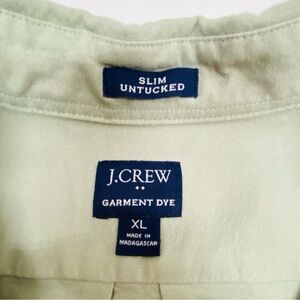 SLIM
UNTUCKED
J.CREW
GARMENT DYE
XL
MADE IN
MADAGASCAR